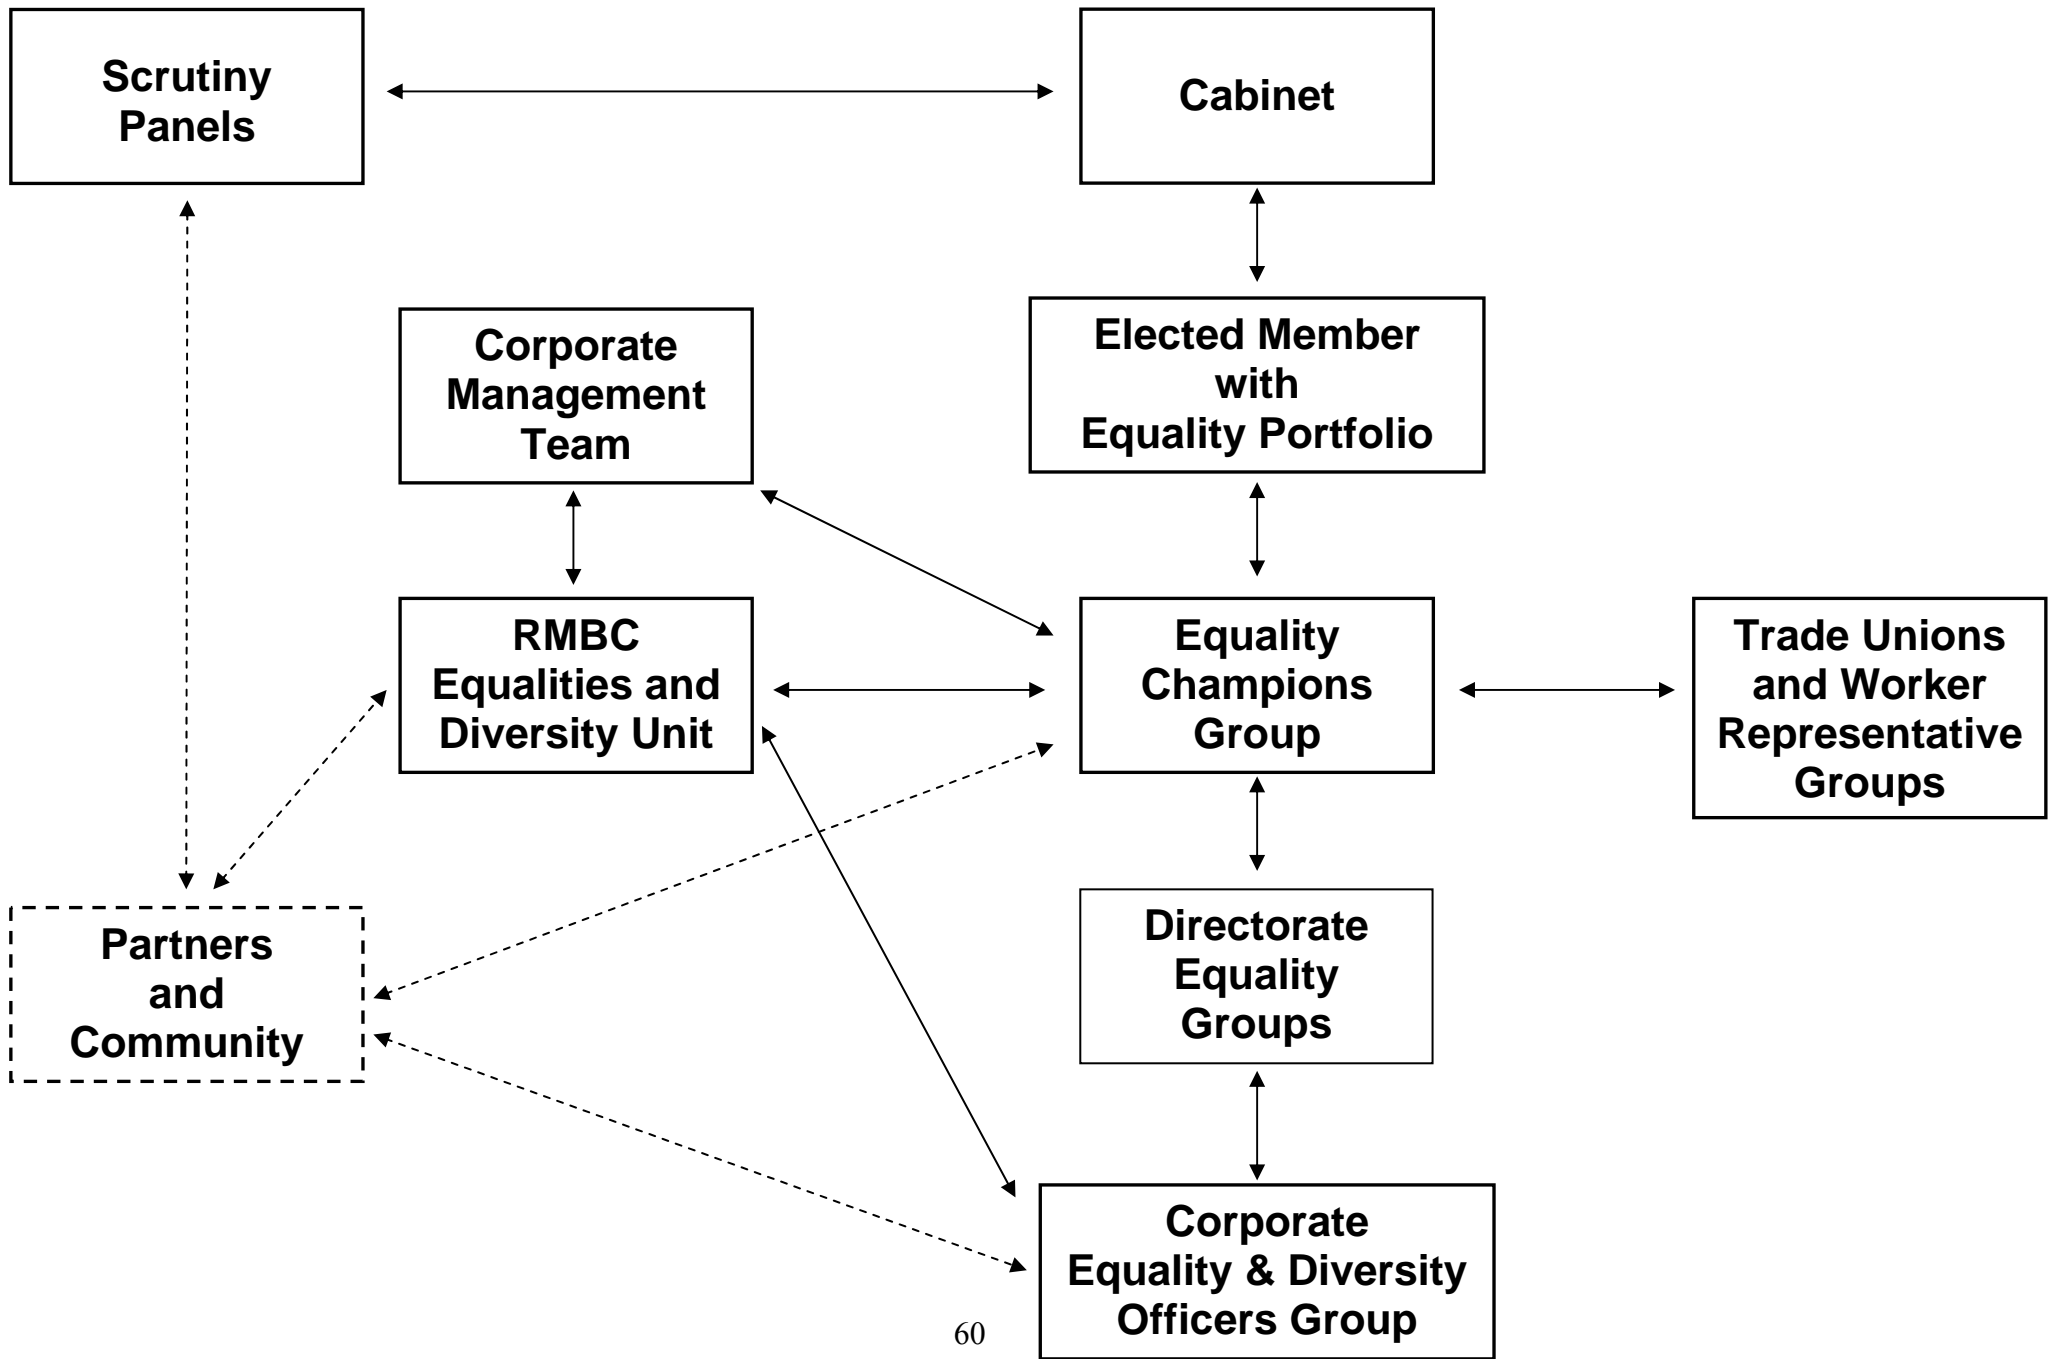 Scrutiny
Panels
Cabinet
Corporate
Management
Team
Elected Member
with
Equality Portfolio
RMBC
Equalities and
Diversity Unit
Equality
Champions
Group
Trade Unions
and Worker
Representative
Groups
Partners
and
Community
Directorate
Equality
Groups
Corporate
Equality & Diversity
Officers Group
60